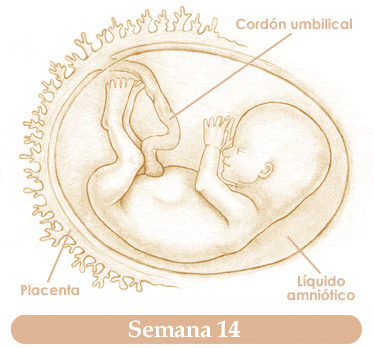 Cordón umbilical
Placenta
Líquido
amniótico
Semana 14